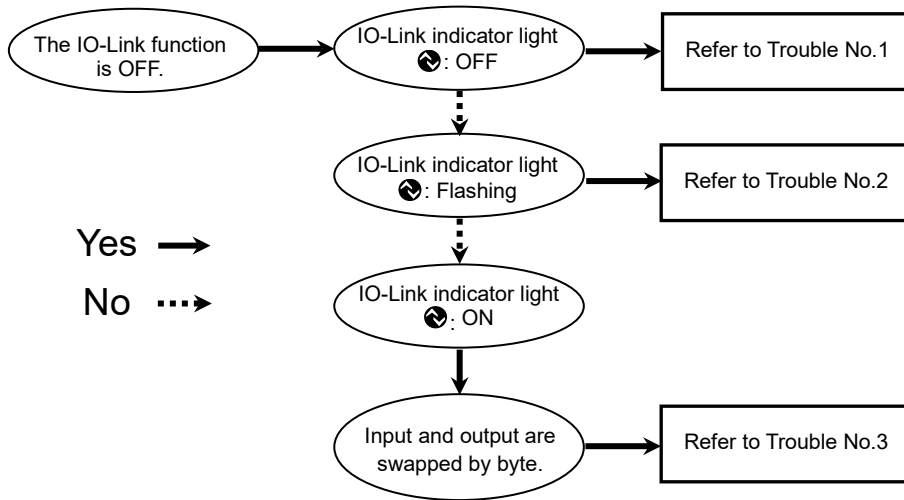 The IO-Link function
is OFF.
IO-Link indicator light
: OFF
Refer to Trouble No.1
IO-Link indicator light
: Flashing
Refer to Trouble No.2
Yes
No
IO-Link indicator light
: ON
Input and output are
swapped by byte.
Refer to Trouble No.3